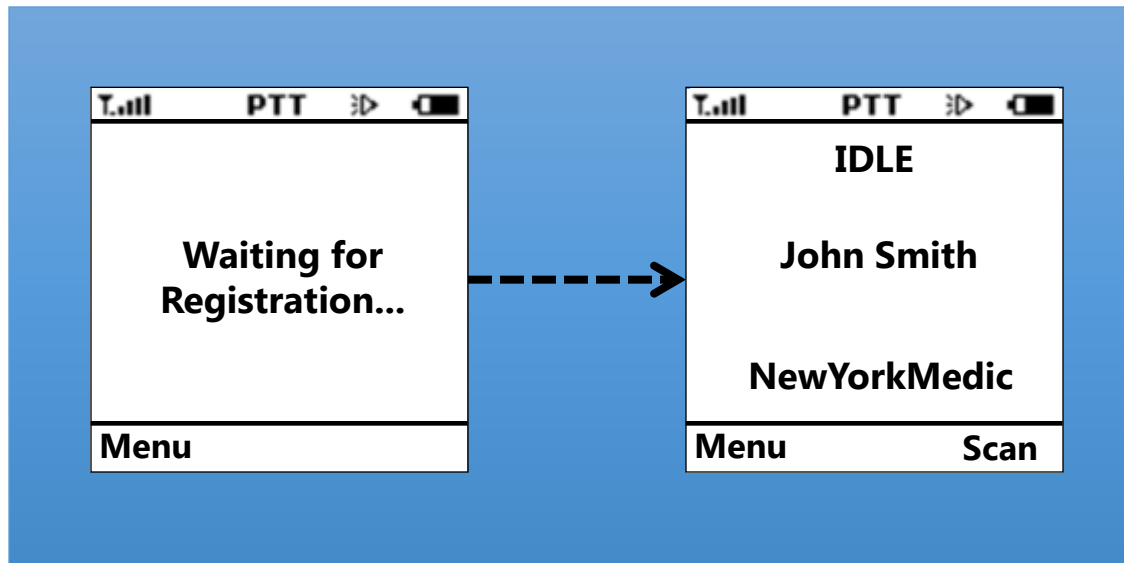 PTT
Waiting for
Registration...
Menu
PTT
IDLE
John Smith
NewYorkMedic
Menu Scan